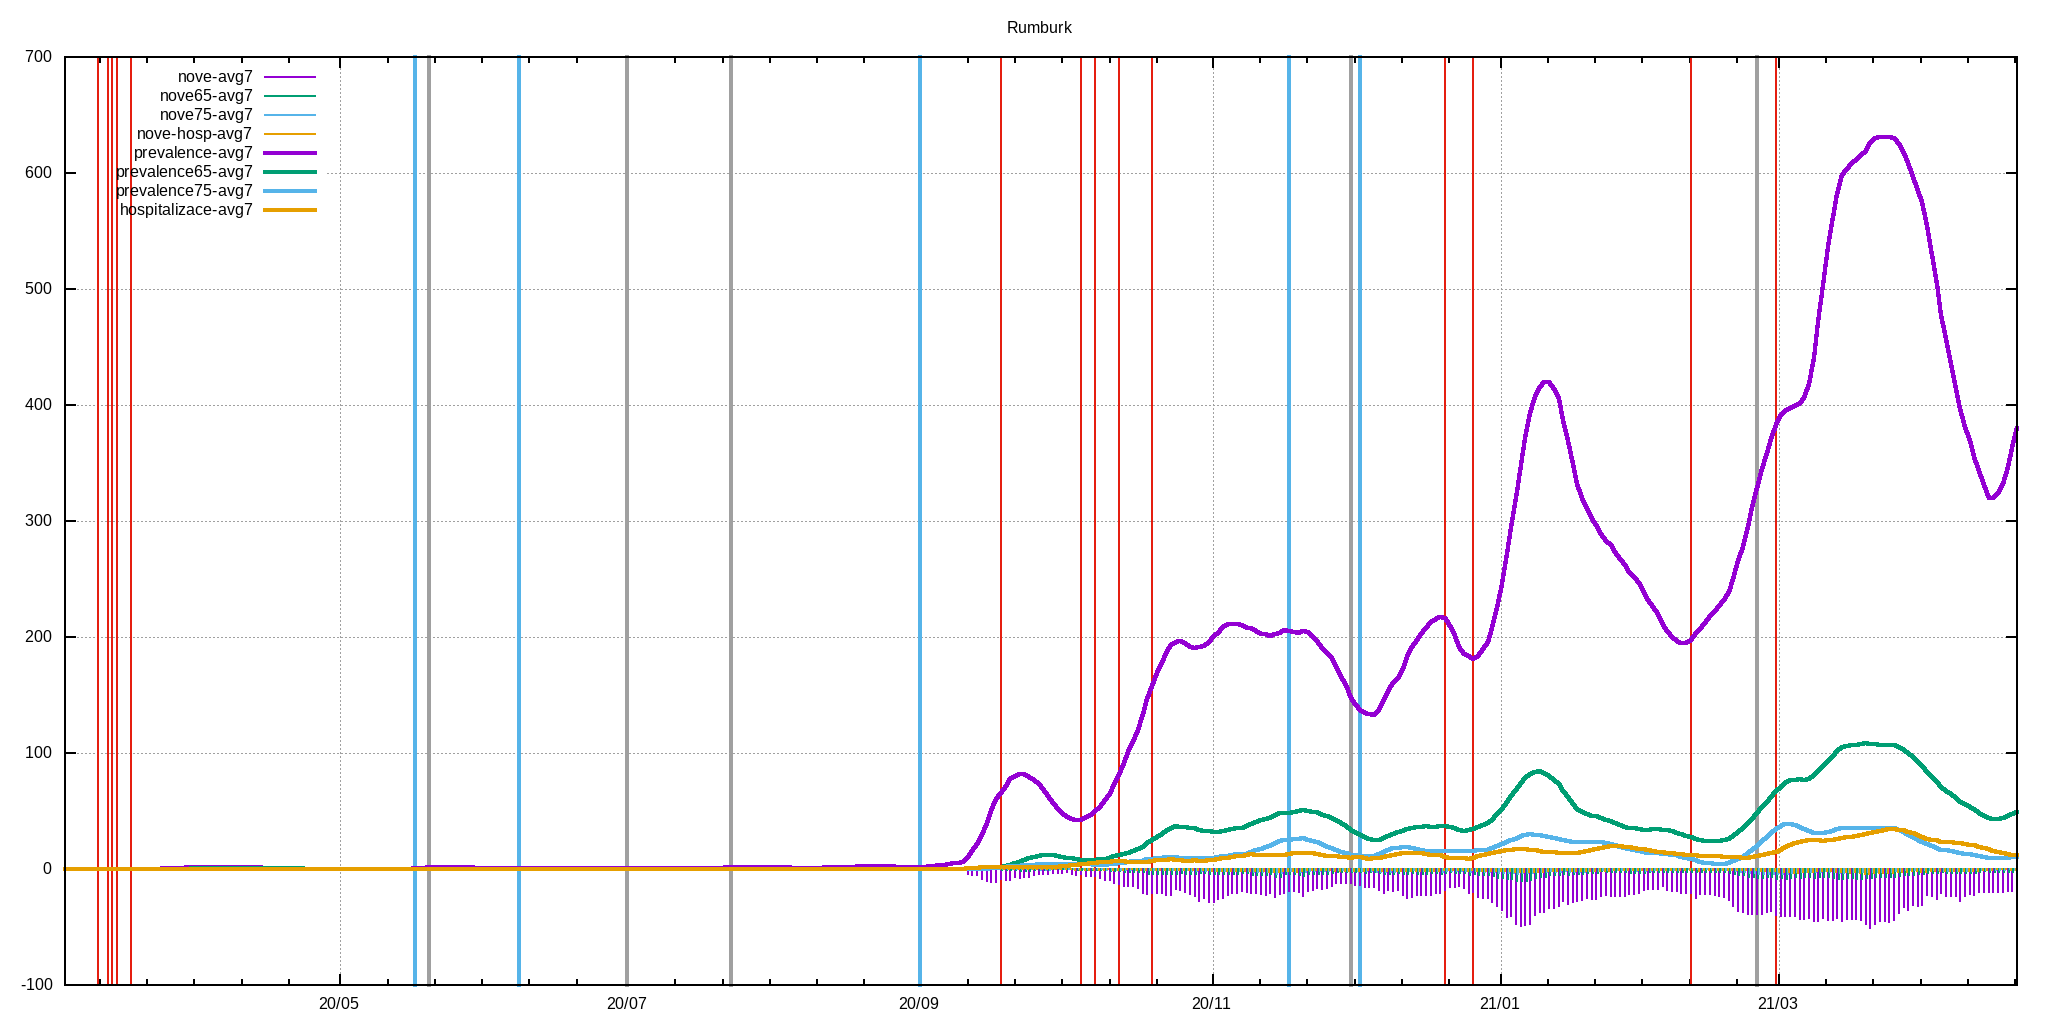 Rumburk
700
600
500
400
300
200
100
0
-100
nove-avg7
nove65-avg7
nove75-avg7
nove-hosp-avg7
prevalence-avg7
prevalence65-avg7
prevalence75-avg7
hospitalizace-avg7
20/05 20/07 20/09 20/11 21/01 21/03